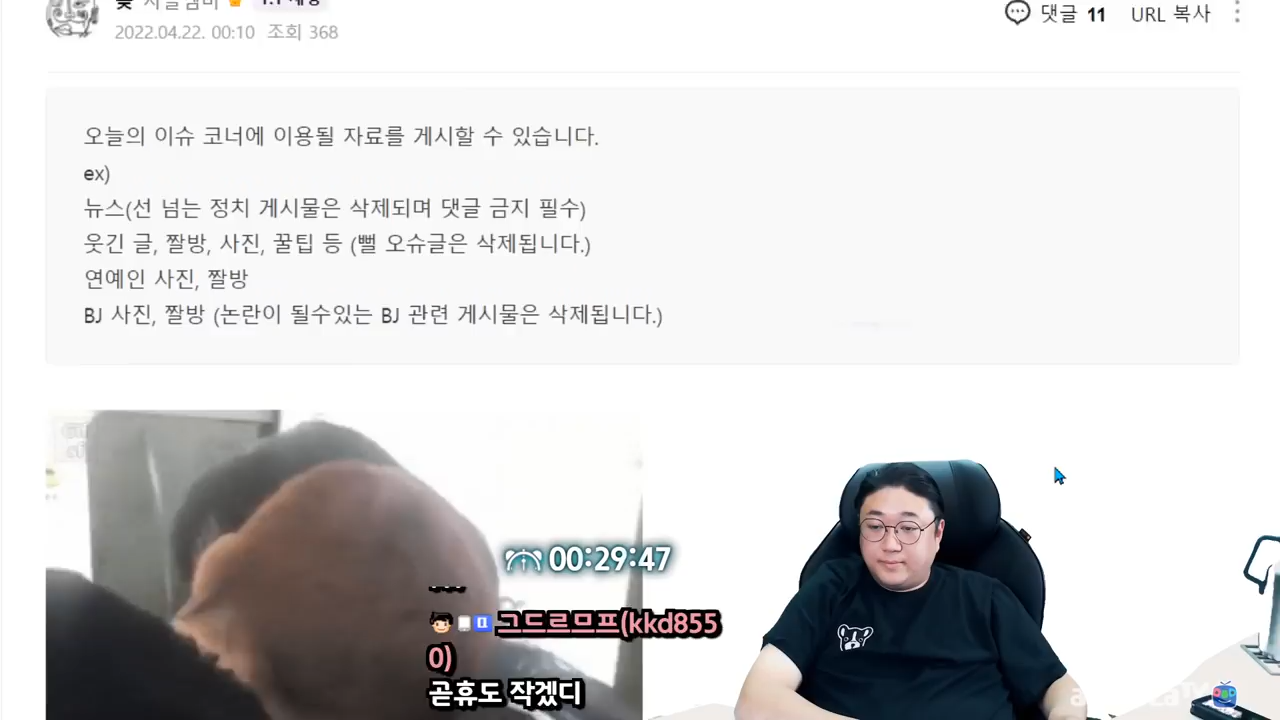 댓글 11 URL 복사
2022.04.22. 00:10 조회 368
오늘의 이슈 코너에 이용될 자료를 게시할 수 있습니다.
ex)
뉴스(선 넘는 정치 게시물은 삭제되며 댓글 금지 필수)
웃긴 글, 짤방, 사진, 꿀팁 등 (뻘 오슈글은 삭제됩니다.)
연예인 사진, 짤방
BJ 사진, 짤방 (논란이 될수있는 BJ 관련 게시물은 삭제됩니다.)
00:29:47
그드르므프(kkd855
0)
곧휴도 작겠디